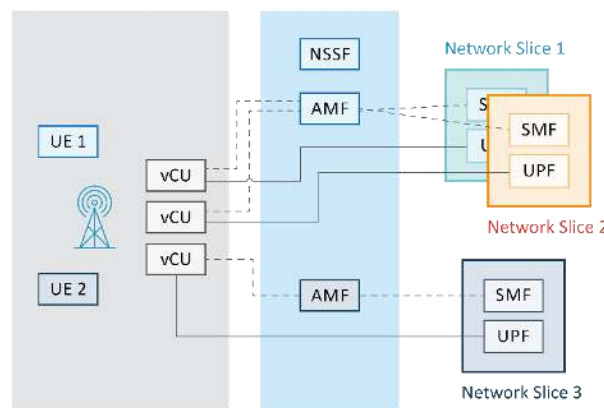 NSSF
Network Slice 1
AMF
SMF
UE 1
UPF
vCU
vCU
Network Slice 2
vCU
UE 2
AMF
SMF
UPF
Network Slice 3